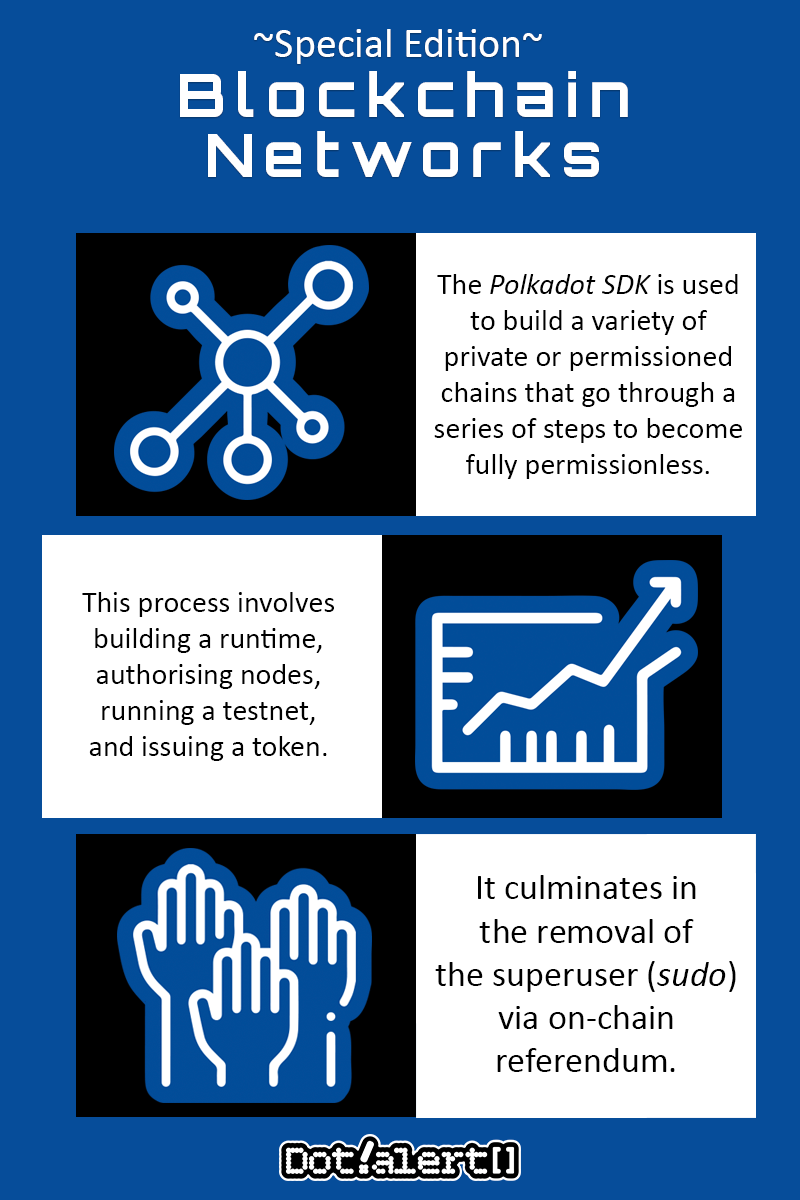 ~Special Edition~
Blockchain
Networks
The Polkadot SDK is used
to build a variety of
private or permissioned
chains that go through a
series of steps to become
fully permissionless.
This process involves
building a runtime,
authorising nodes,
running a testnet,
and issuing a token.
It culminates in
the removal of
the superuser (sudo)
via on-chain
referendum.
Dot!alert[]